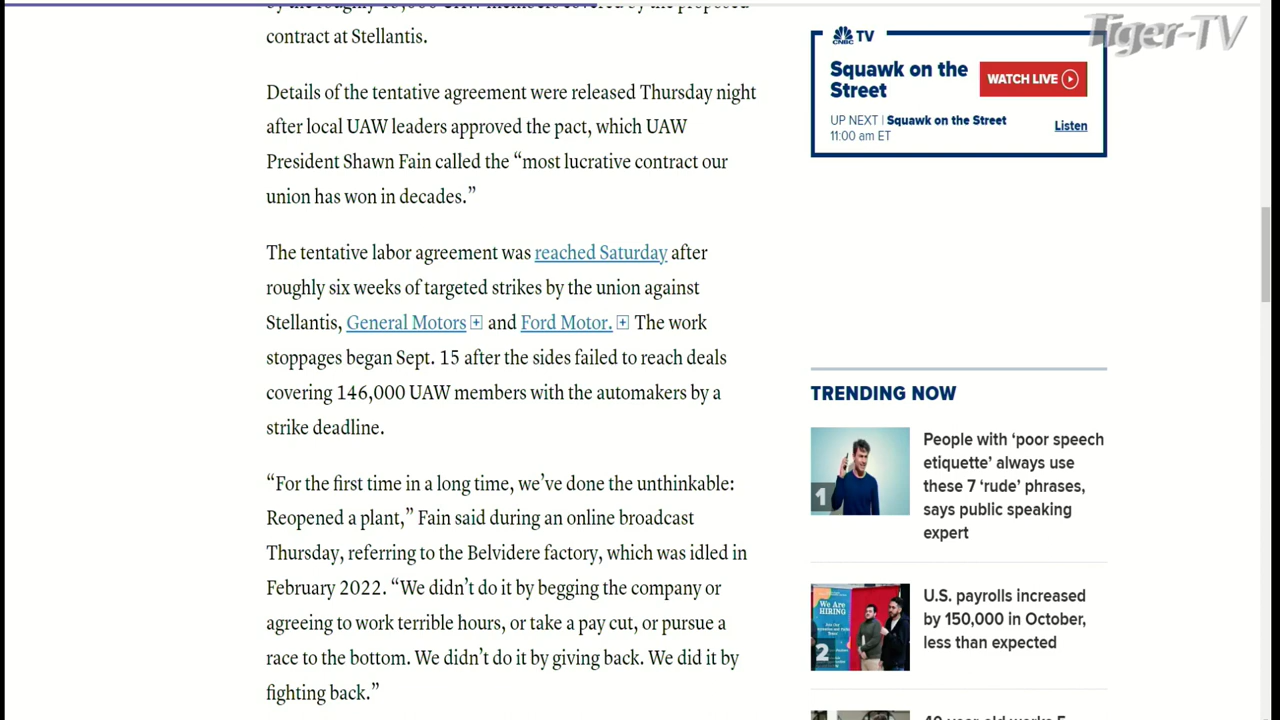 contract at Stellantis.
Details of the tentative agreement were released Thursday night
after local UAW leaders approved the pact, which UAW
President Shawn Fain called the “most lucrative contract our
union has won in decades.”
The tentative labor agreement was reached Saturday after
roughly six weeks of targeted strikes by the union against
Stellantis, General Motors + and Ford Motor. + The work
stoppages began Sept. 15 after the sides failed to reach deals
covering 146,000 UAW members with the automakers by a
strike deadline.
“For the first time in a long time, we’ve done the unthinkable:
Reopened a plant,” Fain said during an online broadcast
Thursday, referring to the Belvidere factory, which was idled in
February 2022. “We didn’t do it by begging the company or
agreeing to work terrible hours, or take a pay cut, or pursue a
race to the bottom. We didn’t do it by giving back. We did it by
fighting back.”
Tiger-TV
CNBC TV
Squawk on the
Street
WATCH LIVE
UP NEXT | Squawk on the Street
11:00 am ET
Listen
TRENDING NOW
1
People with ‘poor speech
etiquette’ always use
these 7 ‘rude’ phrases,
says public speaking
expert
We Are
HIRING
2
U.S. payrolls increased
by 150,000 in October,
less than expected